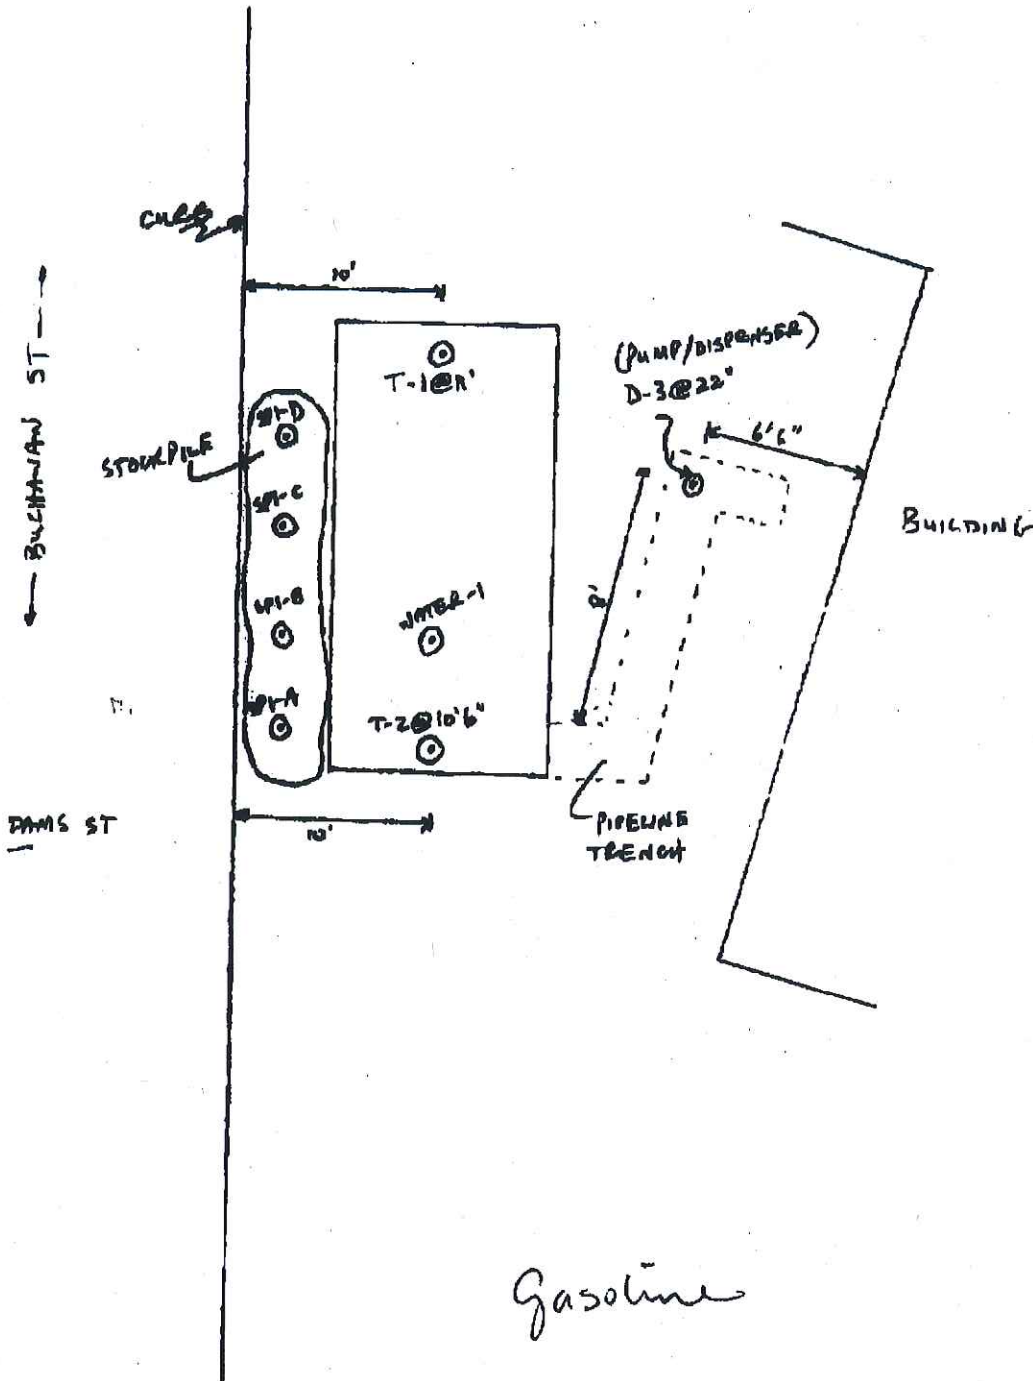 CURB
10'
← BUCHANAN ST →
(PUMP/DISPENSER)
D-3@22"
T-1@
6'6"
SP1-D
STOCKPILE
SP1-C
BUILDING
8'
SP1-B
WATER-1
SP1-A
T-2@10'6"
ST
10'
PIPELINE
TRENCH
Gasoline